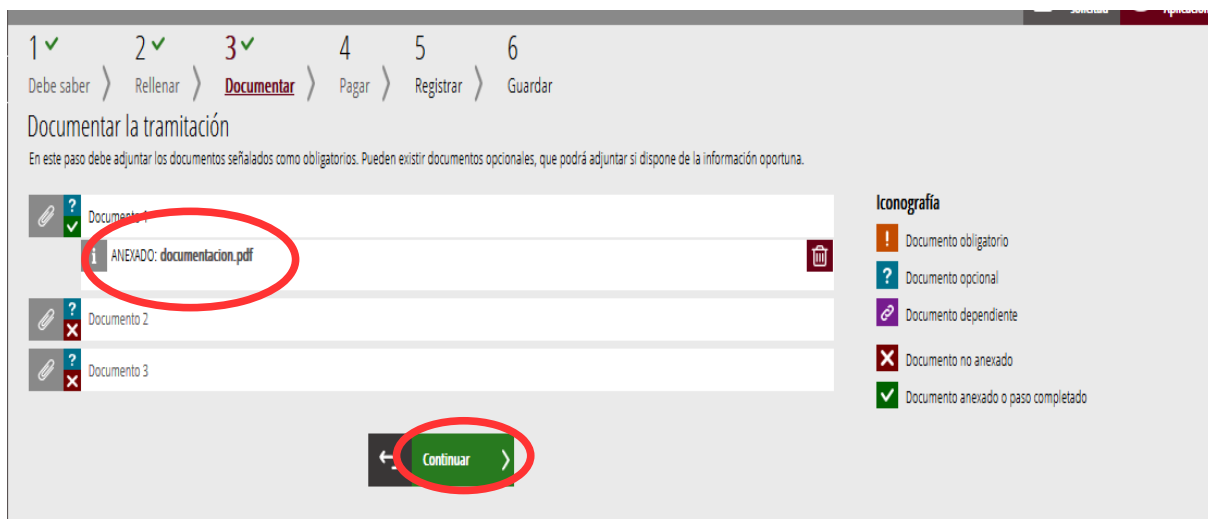 solicitud Aplicación
1 2 3 4 5 6
Debe saber Rellenar Documentar Pagar Registrar Guardar
Documentar la tramitación
En este paso debe adjuntar los documentos señalados como obligatorios. Pueden existir documentos opcionales, que podrá adjuntar si dispone de la información oportuna.
? Documento 1
i ANEXADO: documentacion.pdf
? Documento 2
? Documento 3
Continuar
Iconografía
! Documento obligatorio
? Documento opcional
Documento dependiente
Documento no anexado
Documento anexado o paso completado